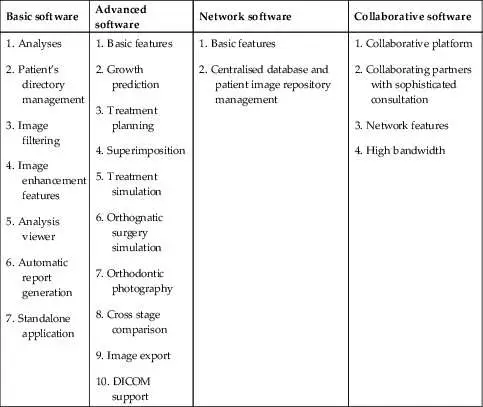 Basic software
1. Analyses
2. Patient's
directory
management
3. Image
filtering
4. Image
enhancement
features
5. Analysis
viewer
6. Automatic
report
generation
7. Standalone
application
Advanced
software
1. Basic features
2. Growth
prediction
3. Treatment
planning
4. Superimposition
5. Treatment
simulation
6. Orthognatic
surgery
simulation
7. Orthodontic
photography
8. Cross stage
comparison
9. Image export
10. DICOM
support
Network software
1. Basic features
2. Centralised database and
patient image repository
management
Collaborative software
1. Collaborative platform
2. Collaborating partners
with sophisticated
consultation
3. Network features
4. High bandwidth